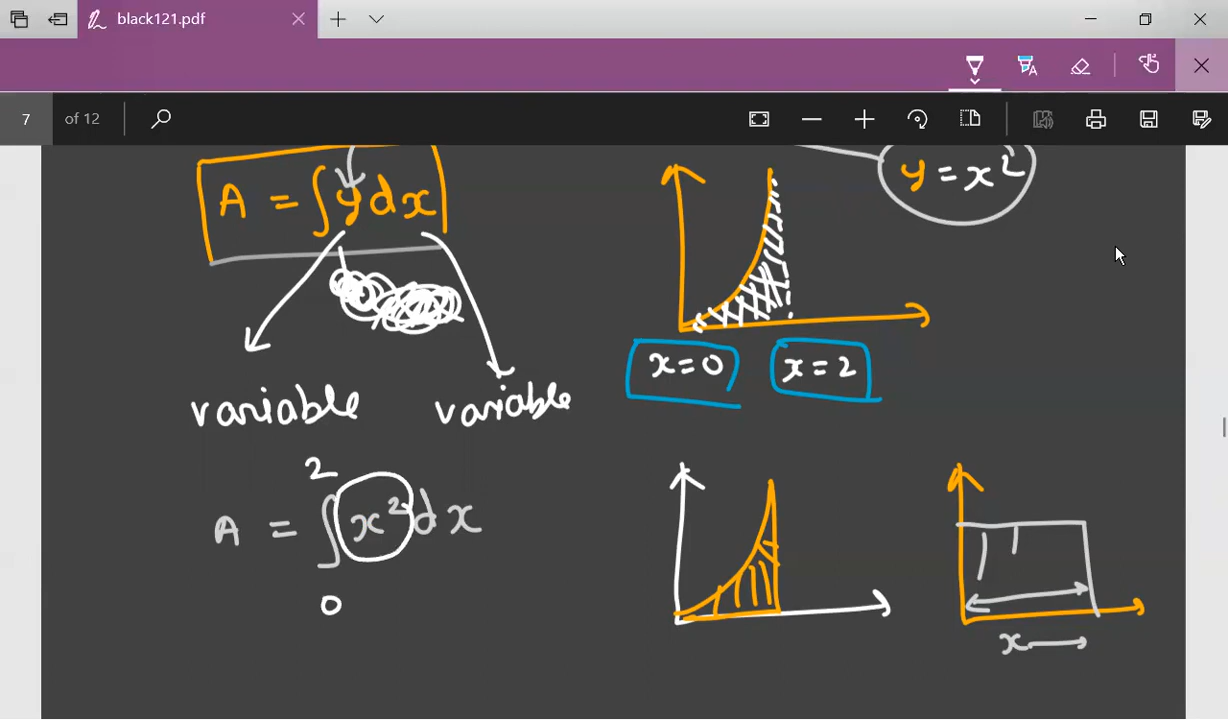 black121.pdf
7 of 12
A = ∫ y dx
y = x²
x = 0
x = 2
variable
variable
2
A = ∫ x² dx
0
x